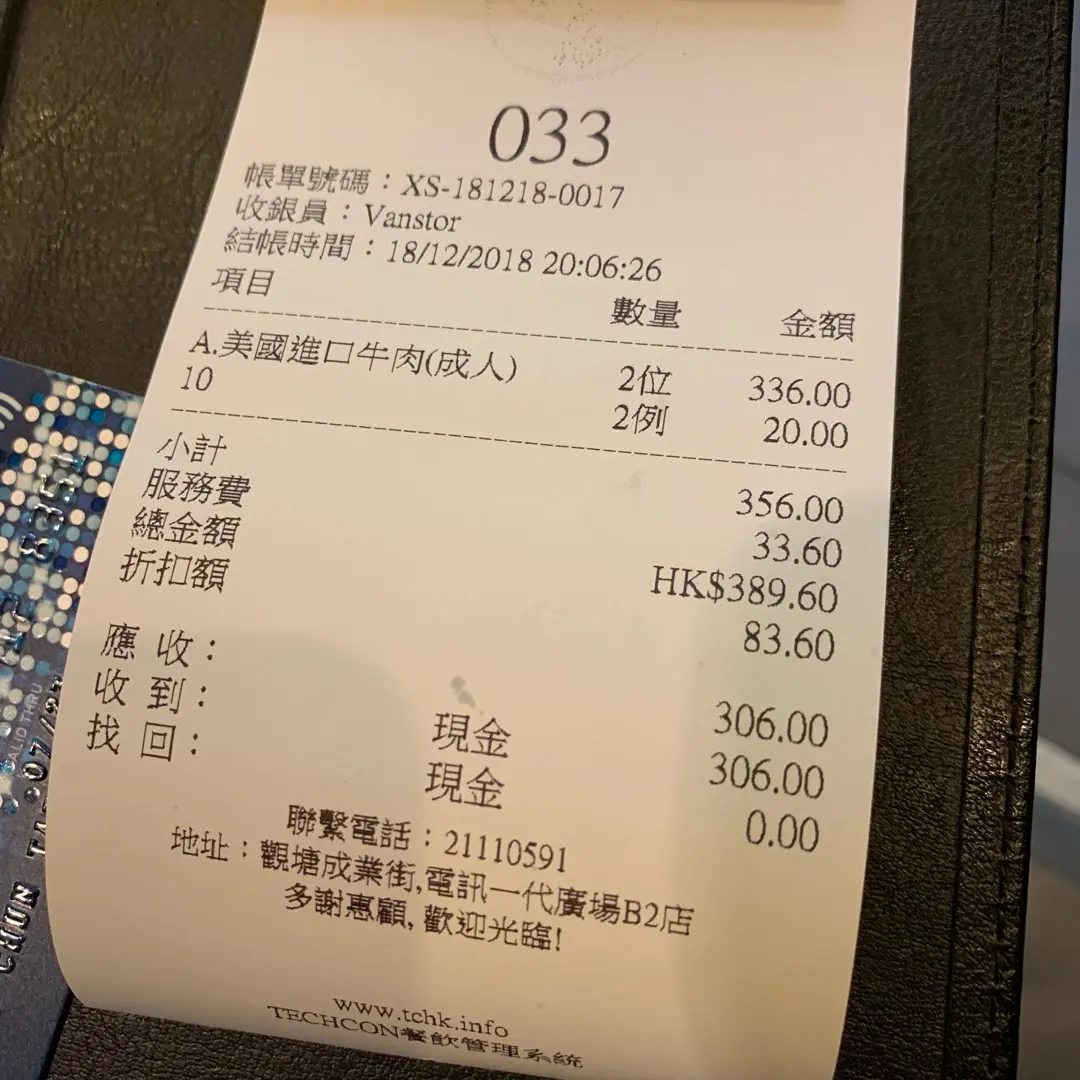 033
帳單號碼：XS-181218-0017
收銀員：Vanstor
結帳時間：18/12/2018 20:06:26
項目 數量 金額
A.美國進口牛肉(成人) 2位 336.00
10 2例 20.00
小計 356.00
服務費 33.60
總金額 HK$389.60
折扣額 83.60
應 收： 306.00
收 到： 現金 306.00
找 回： 現金 0.00
聯繫電話：21110591
地址：觀塘成業街,電訊一代廣場B2店
多謝惠顧, 歡迎光臨!
www.tchk.info
TECHCON餐飲管理系統
VALID THRU